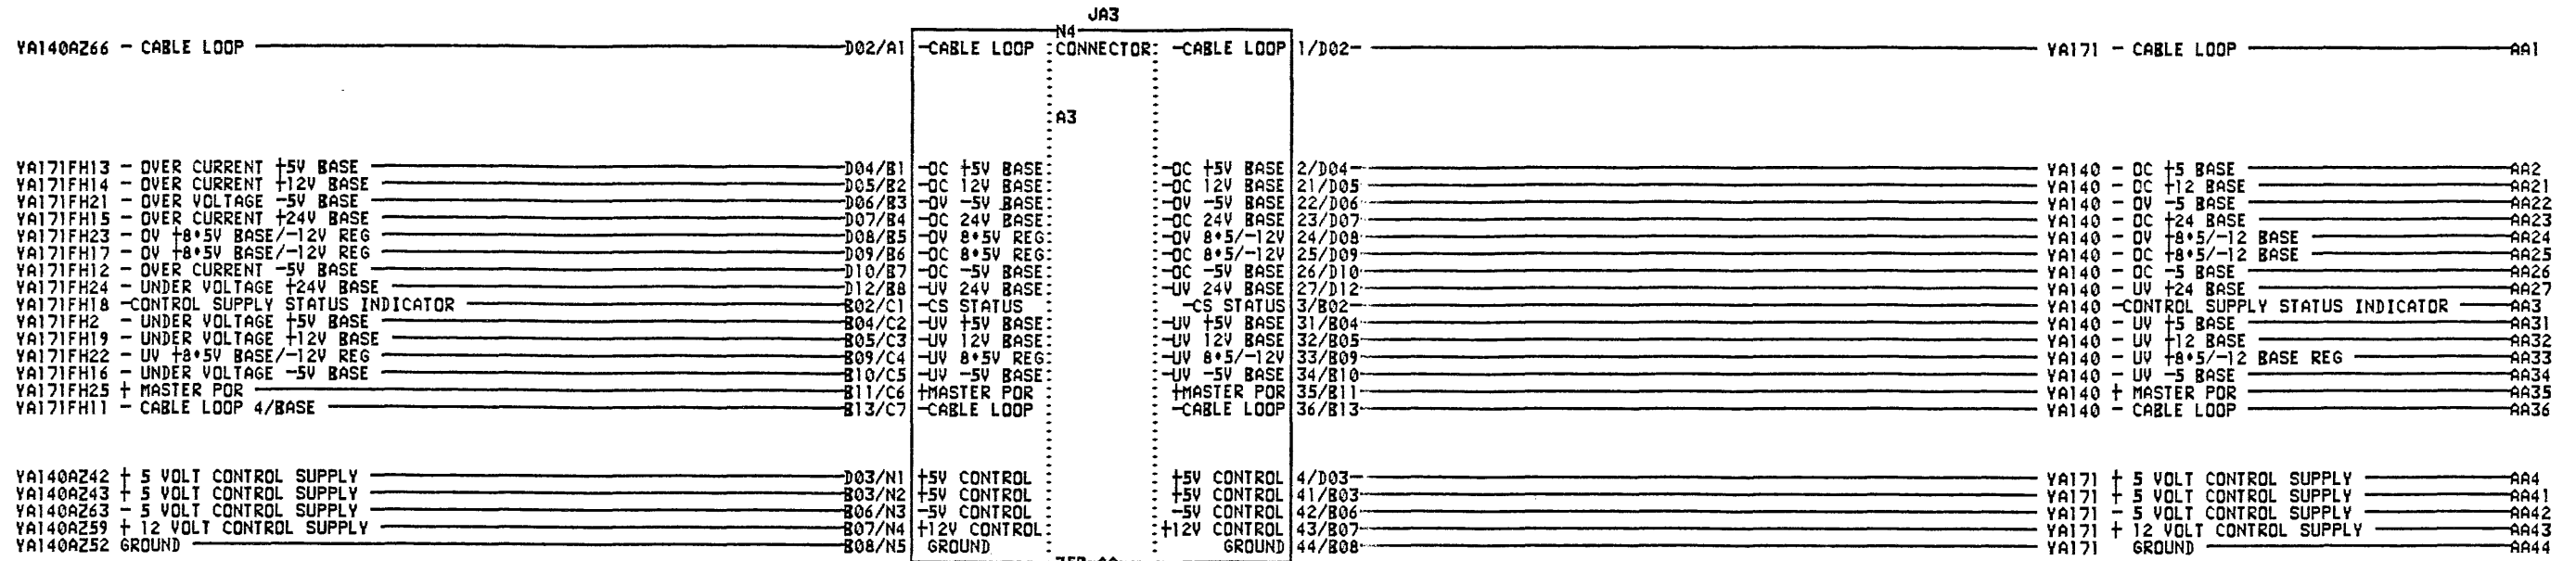 JA3
N4
YA140AZ66 - CABLE LOOP D02/A1 -CABLE LOOP :CONNECTOR: -CABLE LOOP 1/D02- YA171 - CABLE LOOP AA1
:A3
YA171FH13 - OVER CURRENT +5V BASE D04/B1 -OC +5V BASE: :-OC +5V BASE 2/D04- YA140 - OC +5 BASE AA2
YA171FH14 - OVER CURRENT +12V BASE D05/B2 -OC 12V BASE: :-OC 12V BASE 21/D05 YA140 - OC +12 BASE AA21
YA171FH21 - OVER VOLTAGE -5V BASE D06/B3 -OV -5V BASE: :-OV -5V BASE 22/D06 YA140 - OV -5 BASE AA22
YA171FH15 - OVER CURRENT +24V BASE D07/B4 -OC 24V BASE: :-OC 24V BASE 23/D07 YA140 - OC +24 BASE AA23
YA171FH23 - OV +8•5V BASE/-12V REG D08/B5 -OV 8•5V REG: :-OV 8•5/-12V 24/D08 YA140 - OV +8•5/-12 BASE AA24
YA171FH17 - OV +8•5V BASE/-12V REG D09/B6 -OC 8•5V REG: :-OC 8•5/-12V 25/D09 YA140 - OC +8•5/-12 BASE AA25
YA171FH12 - OVER CURRENT -5V BASE D10/B7 -OC -5V BASE: :-OC -5V BASE 26/D10 YA140 - OC -5 BASE AA26
YA171FH24 - UNDER VOLTAGE +24V BASE D12/B8 -UV 24V BASE: :-UV 24V BASE 27/D12 YA140 - UV +24 BASE AA27
YA171FH18 -CONTROL SUPPLY STATUS INDICATOR B02/C1 -CS STATUS : : -CS STATUS 3/B02- YA140 -CONTROL SUPPLY STATUS INDICATOR AA3
YA171FH2 - UNDER VOLTAGE +5V BASE B04/C2 -UV +5V BASE: :-UV +5V BASE 31/B04 YA140 - UV +5 BASE AA31
YA171FH19 - UNDER VOLTAGE +12V BASE B05/C3 -UV 12V BASE: :-UV 12V BASE 32/B05 YA140 - UV +12 BASE AA32
YA171FH22 - UV +8•5V BASE/-12V REG B09/C4 -UV 8•5V REG: :-UV 8•5/-12V 33/B09 YA140 - UV +8•5/-12 BASE REG AA33
YA171FH16 - UNDER VOLTAGE -5V BASE B10/C5 -UV -5V BASE: :-UV -5V BASE 34/B10 YA140 - UV -5 BASE AA34
YA171FH25 + MASTER POR B11/C6 +MASTER POR : : +MASTER POR 35/B11 YA140 + MASTER POR AA35
YA171FH11 - CABLE LOOP 4/BASE B13/C7 -CABLE LOOP : : -CABLE LOOP 36/B13 YA140 - CABLE LOOP AA36
YA140AZ42 + 5 VOLT CONTROL SUPPLY D03/N1 +5V CONTROL : : +5V CONTROL 4/D03- YA171 + 5 VOLT CONTROL SUPPLY AA4
YA140AZ43 + 5 VOLT CONTROL SUPPLY B03/N2 +5V CONTROL : : +5V CONTROL 41/B03 YA171 + 5 VOLT CONTROL SUPPLY AA41
YA140AZ63 - 5 VOLT CONTROL SUPPLY B06/N3 -5V CONTROL : : -5V CONTROL 42/B06 YA171 - 5 VOLT CONTROL SUPPLY AA42
YA140AZ59 + 12 VOLT CONTROL SUPPLY B07/N4 +12V CONTROL: :+12V CONTROL 43/B07 YA171 + 12 VOLT CONTROL SUPPLY AA43
YA140AZ52 GROUND B08/N5 GROUND : : GROUND 44/B08 YA171 GROUND AA44